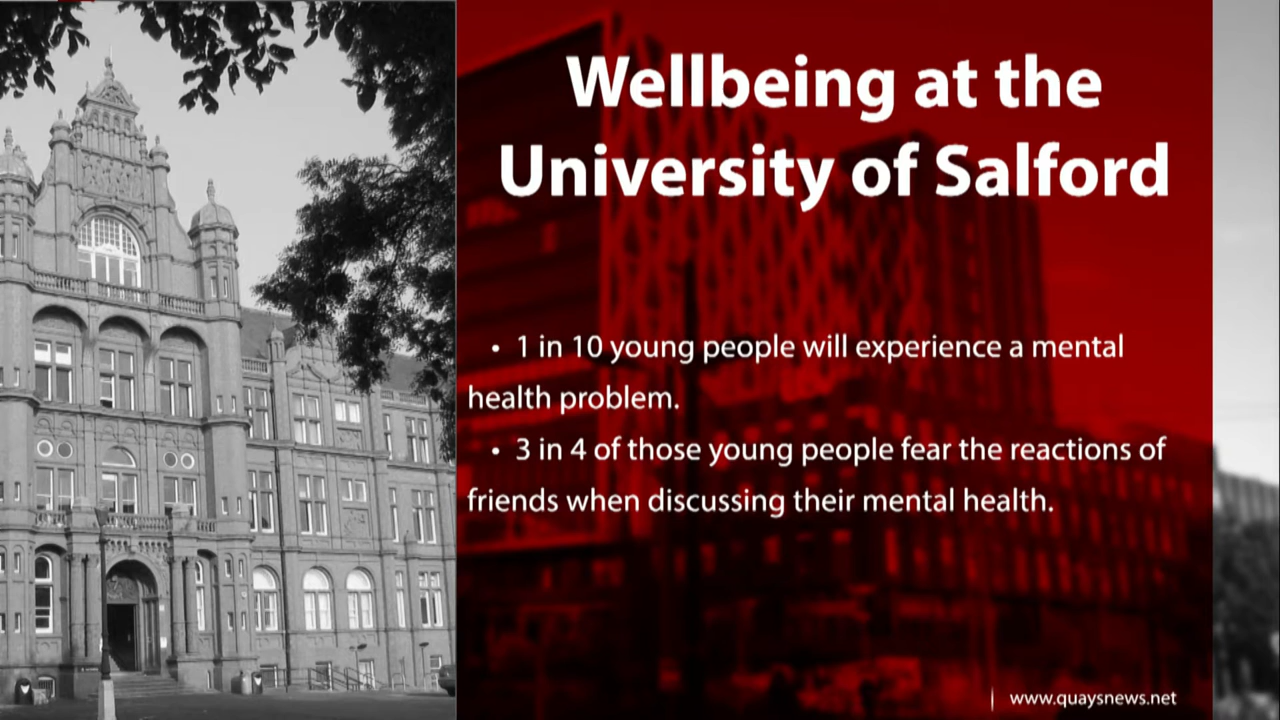 Wellbeing at the
University of Salford
• 1 in 10 young people will experience a mental
health problem.
• 3 in 4 of those young people fear the reactions of
friends when discussing their mental health.
www.quaysnews.net